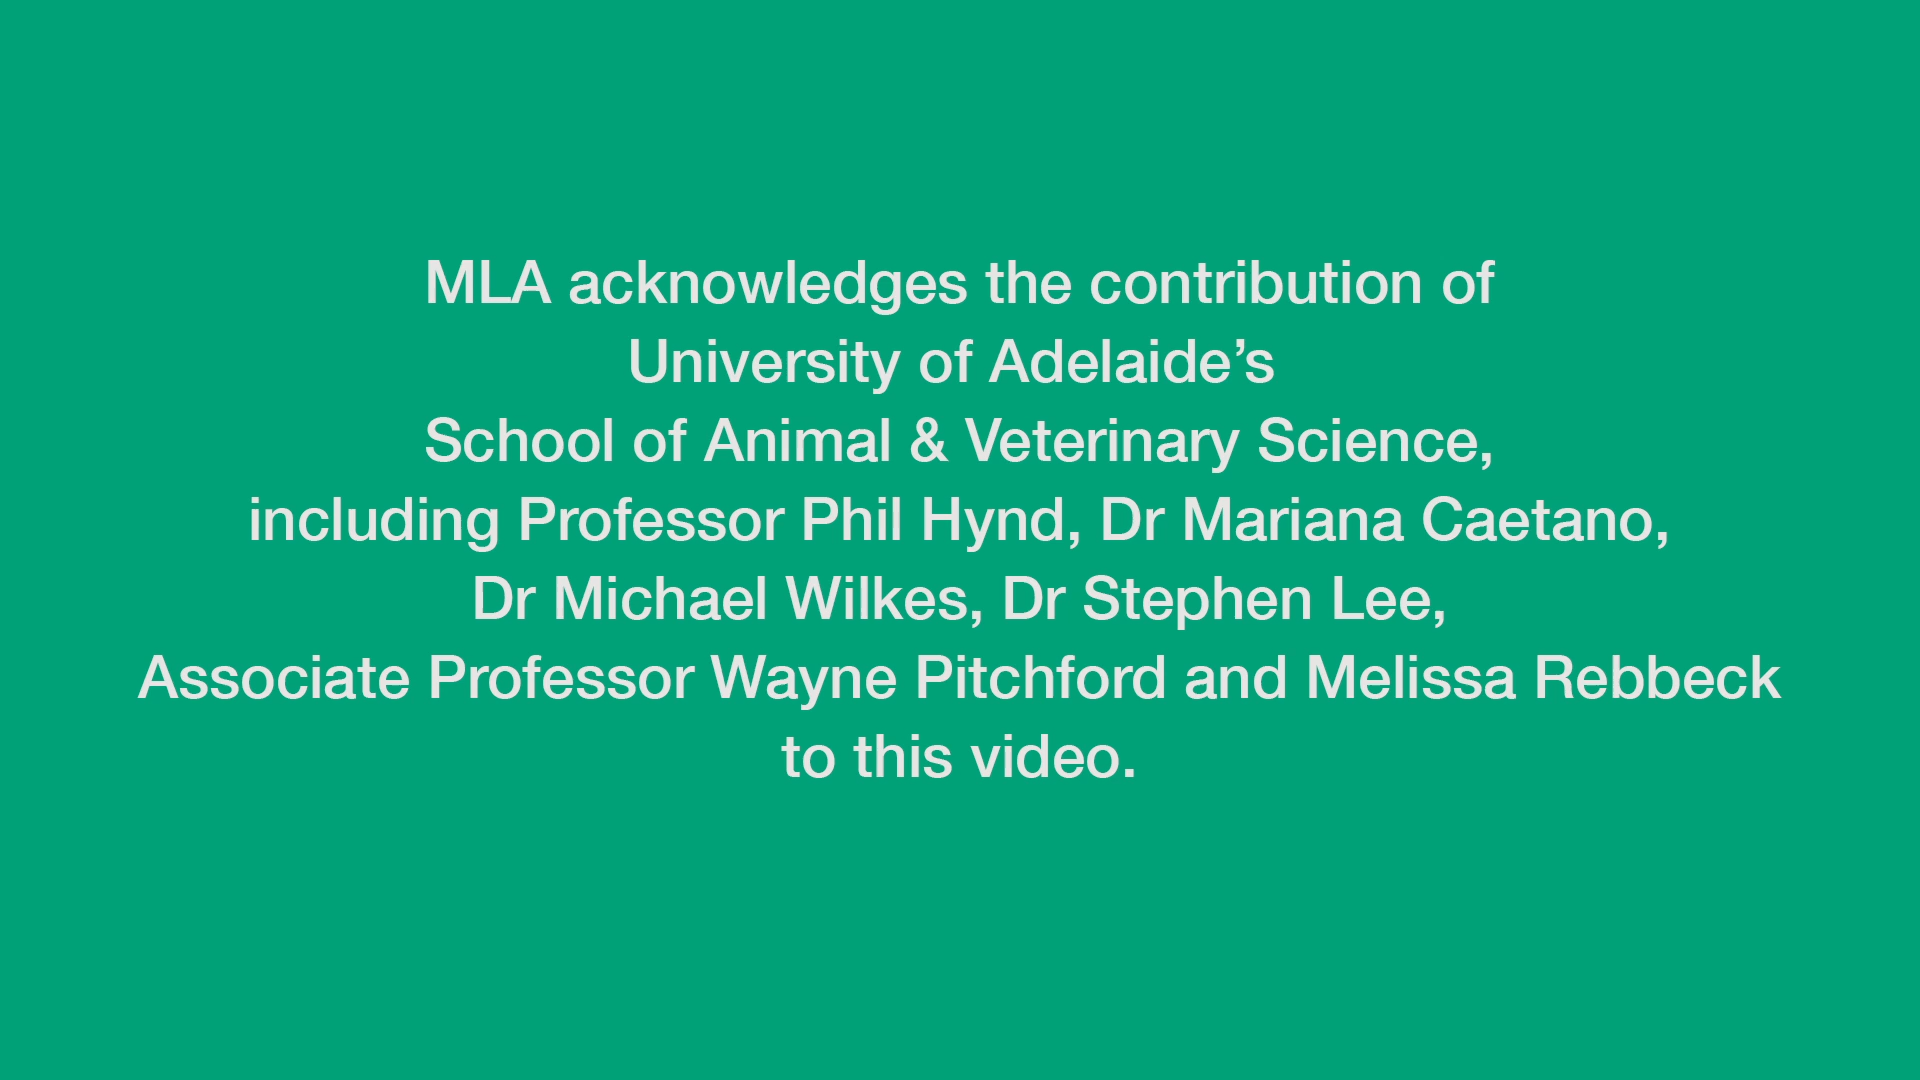 MLA acknowledges the contribution of
University of Adelaide’s
School of Animal & Veterinary Science,
including Professor Phil Hynd, Dr Mariana Caetano,
Dr Michael Wilkes, Dr Stephen Lee,
Associate Professor Wayne Pitchford and Melissa Rebbeck
to this video.